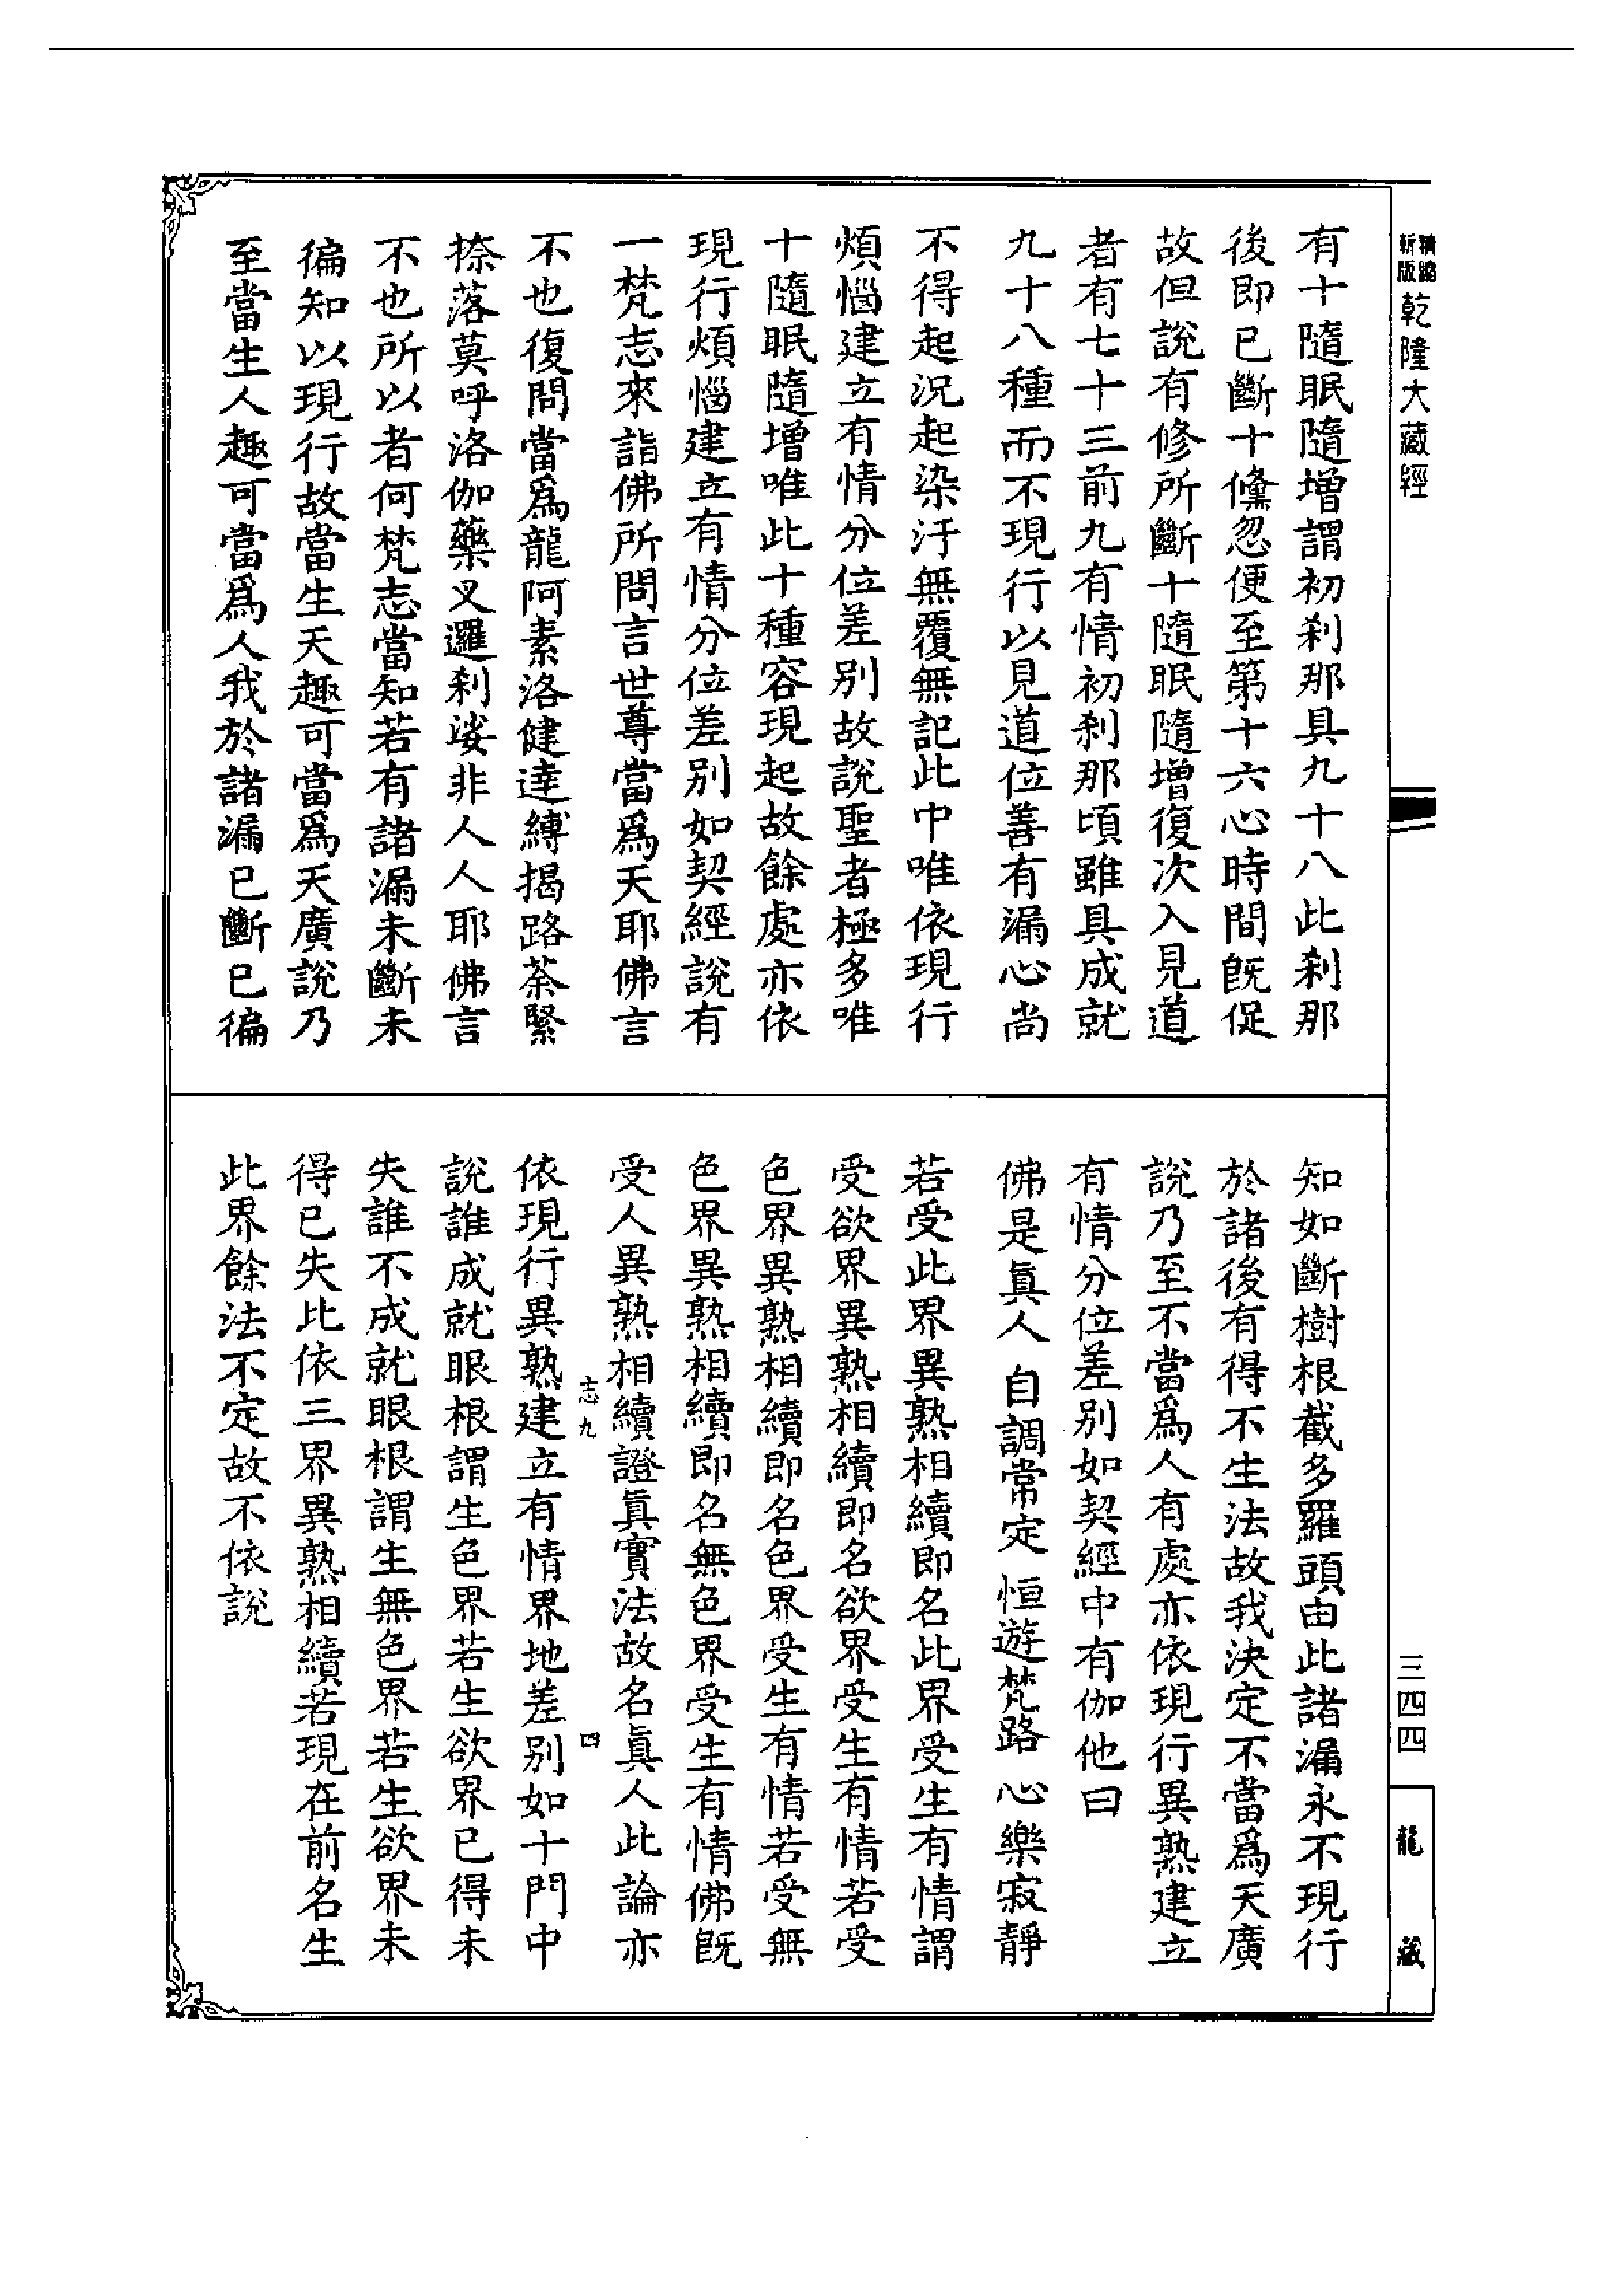 精縮新版乾隆大藏經
三四四
龍藏
有十隨眠隨增謂初刹那具九十八此刹那
後即已斷十儵忽便至第十六心時間旣促
故但說有修所斷十隨眠隨增復次入見道
者有七十三前九有情初刹那頃雖具成就
九十八種而不現行以見道位善有漏心尚
不得起況起染汙無覆無記此中唯依現行
煩惱建立有情分位差别故說聖者極多唯
十隨眠隨增唯此十種容現起故餘處亦依
現行煩惱建立有情分位差别如契經說有
一梵志來詣佛所問言世尊當爲天耶佛言
不也復問當爲龍阿素洛健達縛揭路荼緊
捺落莫呼洛伽藥叉邏刹娑非人人耶佛言
不也所以者何梵志當知若有諸漏未斷未
徧知以現行故當生天趣可當爲天廣說乃
至當生人趣可當爲人我於諸漏已斷已徧
知如斷樹根截多羅頭由此諸漏永不現行
於諸後有得不生法故我決定不當爲天廣
說乃至不當爲人有處亦依現行異熟建立
有情分位差别如契經中有伽他曰
佛是眞人 自調常定 恒遊梵路 心樂寂靜
若受此界異熟相續即名此界受生有情謂
受欲界異熟相續即名欲界受生有情若受
色界異熟相續即名色界受生有情若受無
色界異熟相續即名無色界受生有情佛旣
受人異熟相續證眞實法故名眞人此論亦
志九 四
依現行異熟建立有情界地差别如十門中
說誰成就眼根謂生色界若生欲界已得未
失誰不成就眼根謂生無色界若生欲界未
得已失比依三界異熟相續若現在前名生
此界餘法不定故不依說